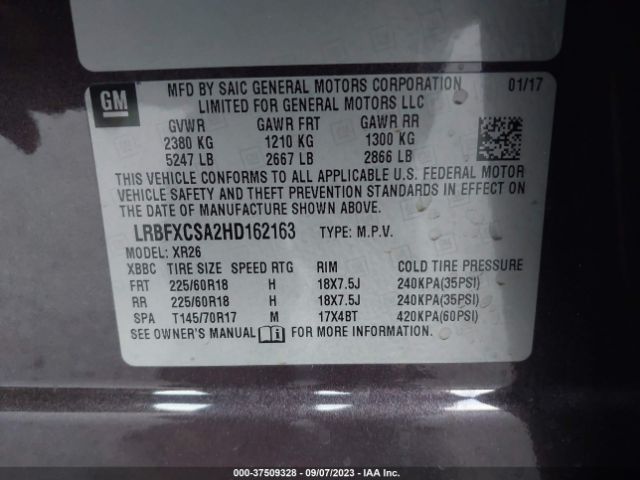 GM
MFD BY SAIC GENERAL MOTORS CORPORATION 01/17
LIMITED FOR GENERAL MOTORS LLC
GVWR GAWR FRT GAWR RR
2380 KG 1210 KG 1300 KG
5247 LB 2667 LB 2866 LB
THIS VEHICLE CONFORMS TO ALL APPLICABLE U.S. FEDERAL MOTOR
VEHICLE SAFETY AND THEFT PREVENTION STANDARDS IN EFFECT ON
THE DATE OF MANUFACTURE SHOWN ABOVE.
LRBFXCSA2HD162163 TYPE: M.P.V.
MODEL: XR26
XBBC TIRE SIZE SPEED RTG RIM COLD TIRE PRESSURE
FRT 225/60R18 H 18X7.5J 240KPA(35PSI)
RR 225/60R18 H 18X7.5J 240KPA(35PSI)
SPA T145/70R17 M 17X4BT 420KPA(60PSI)
SEE OWNER'S MANUAL FOR MORE INFORMATION.
000-37509328 - 09/07/2023 - IAA Inc.